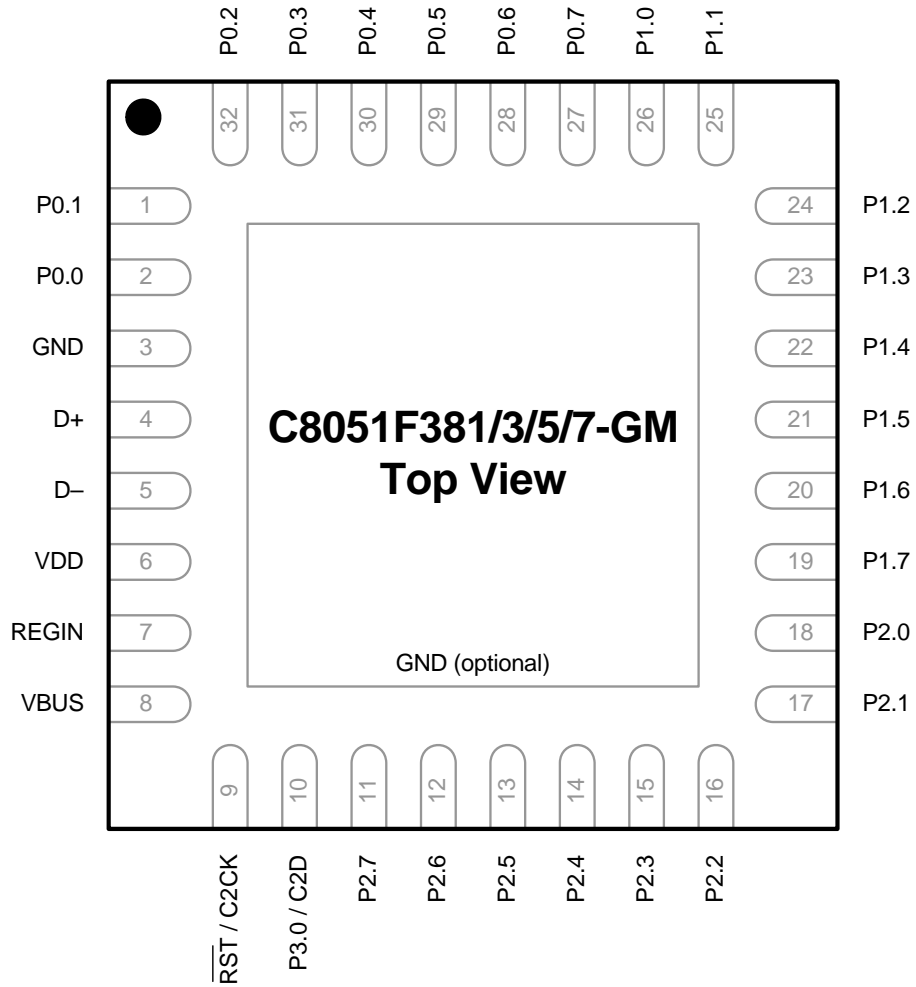 P0.2 P0.3 P0.4 P0.5 P0.6 P0.7 P1.0 P1.1
32 31 30 29 28 27 26 25
P0.1 1 24 P1.2
P0.0 2 23 P1.3
GND 3 22 P1.4
D+ 4 21 P1.5
D– 5 20 P1.6
VDD 6 19 P1.7
REGIN 7 18 P2.0
VBUS 8 17 P2.1
C8051F381/3/5/7-GM
Top View
GND (optional)
9 10 11 12 13 14 15 16
R̅S̅T̅ / C2CK P3.0 / C2D P2.7 P2.6 P2.5 P2.4 P2.3 P2.2